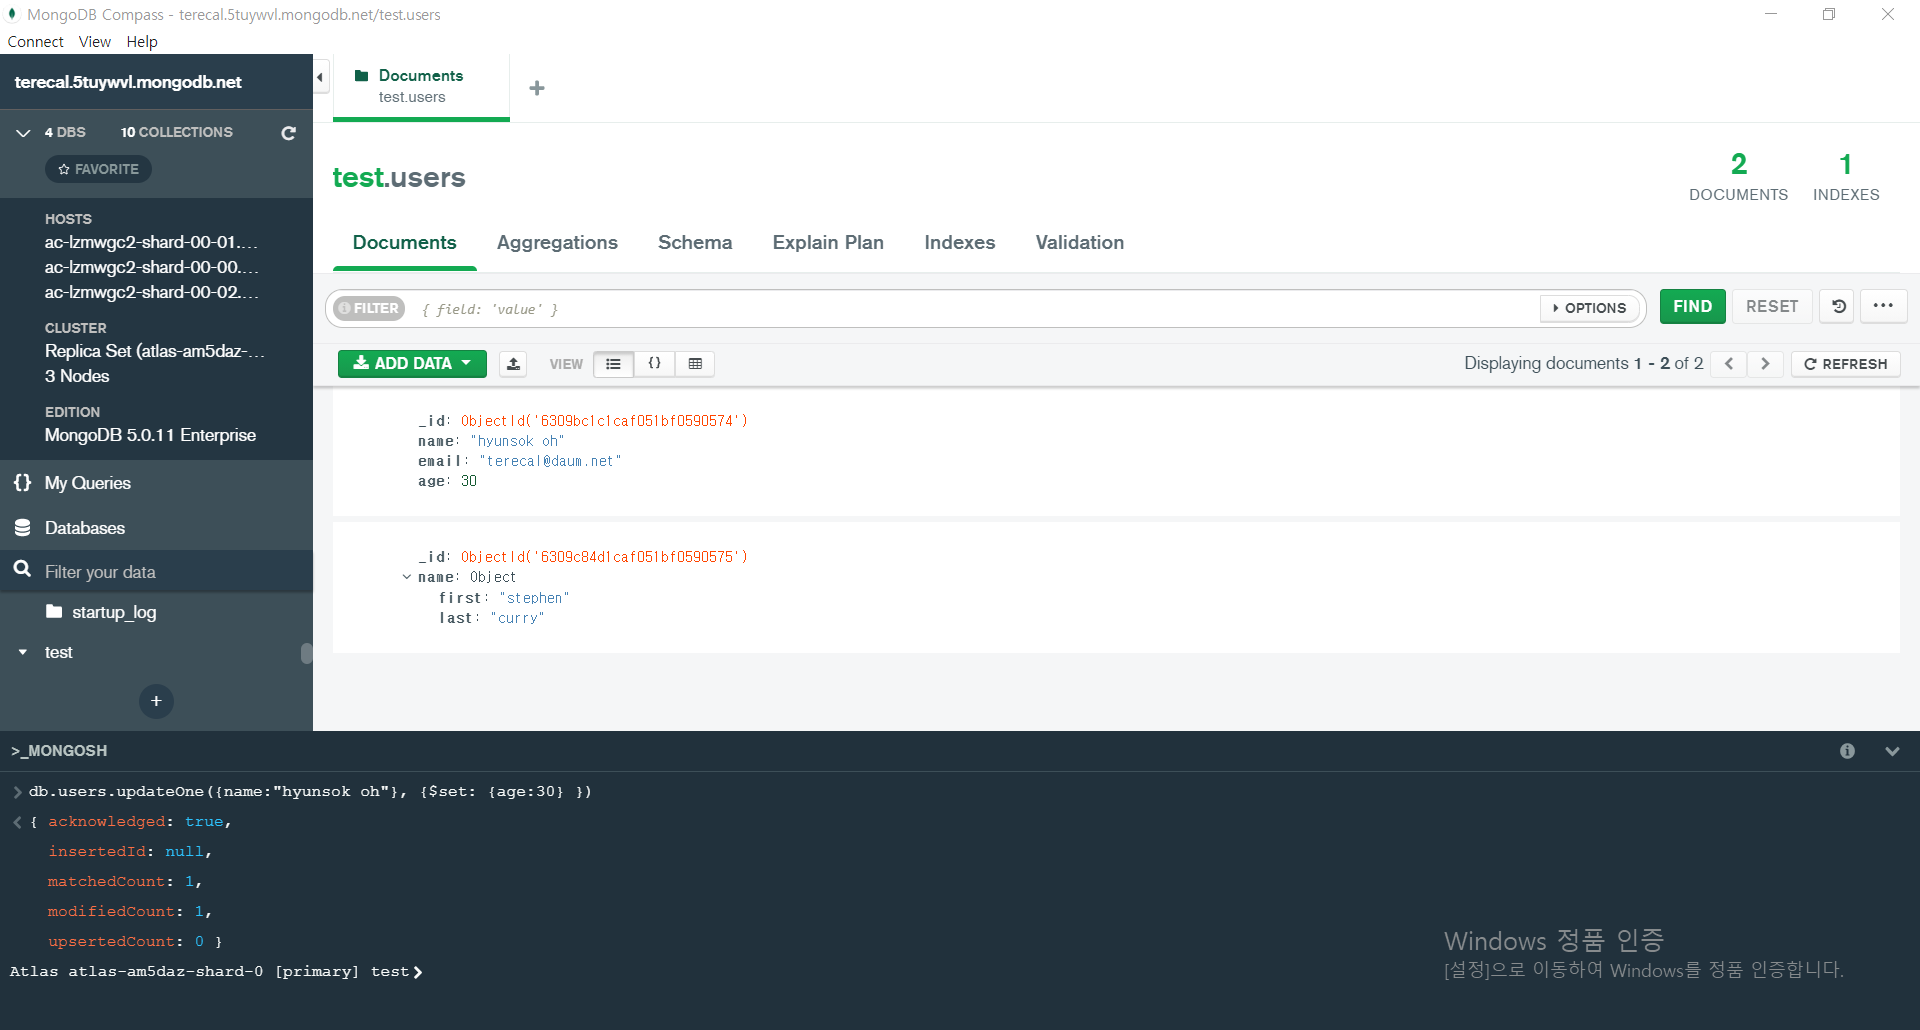 MongoDB Compass - terecal.5tuywvl.mongodb.net/test.users
Connect View Help
terecal.5tuywvl.mongodb.net
4 DBS 10 COLLECTIONS
FAVORITE
HOSTS
ac-lzmwgc2-shard-00-01....
ac-lzmwgc2-shard-00-00....
ac-lzmwgc2-shard-00-02....
CLUSTER
Replica Set (atlas-am5daz-...
3 Nodes
EDITION
MongoDB 5.0.11 Enterprise
{} My Queries
Databases
Filter your data
startup_log
test
+
Documents
test.users
+
test.users
2
DOCUMENTS
1
INDEXES
Documents Aggregations Schema Explain Plan Indexes Validation
FILTER { field: 'value' } OPTIONS FIND RESET ...
ADD DATA VIEW {} Displaying documents 1 - 2 of 2 < > REFRESH
_id: ObjectId('6309bc1c1caf051bf0590574')
name: "hyunsok oh"
email: "terecal@daum.net"
age: 30
_id: ObjectId('6309c84d1caf051bf0590575')
name: Object
first: "stephen"
last: "curry"
>_MONGOSH
> db.users.updateOne({name:"hyunsok oh"}, {$set: {age:30} })
< { acknowledged: true,
insertedId: null,
matchedCount: 1,
modifiedCount: 1,
upsertedCount: 0 }
Atlas atlas-am5daz-shard-0 [primary] test>
Windows 정품 인증
[설정]으로 이동하여 Windows를 정품 인증합니다.